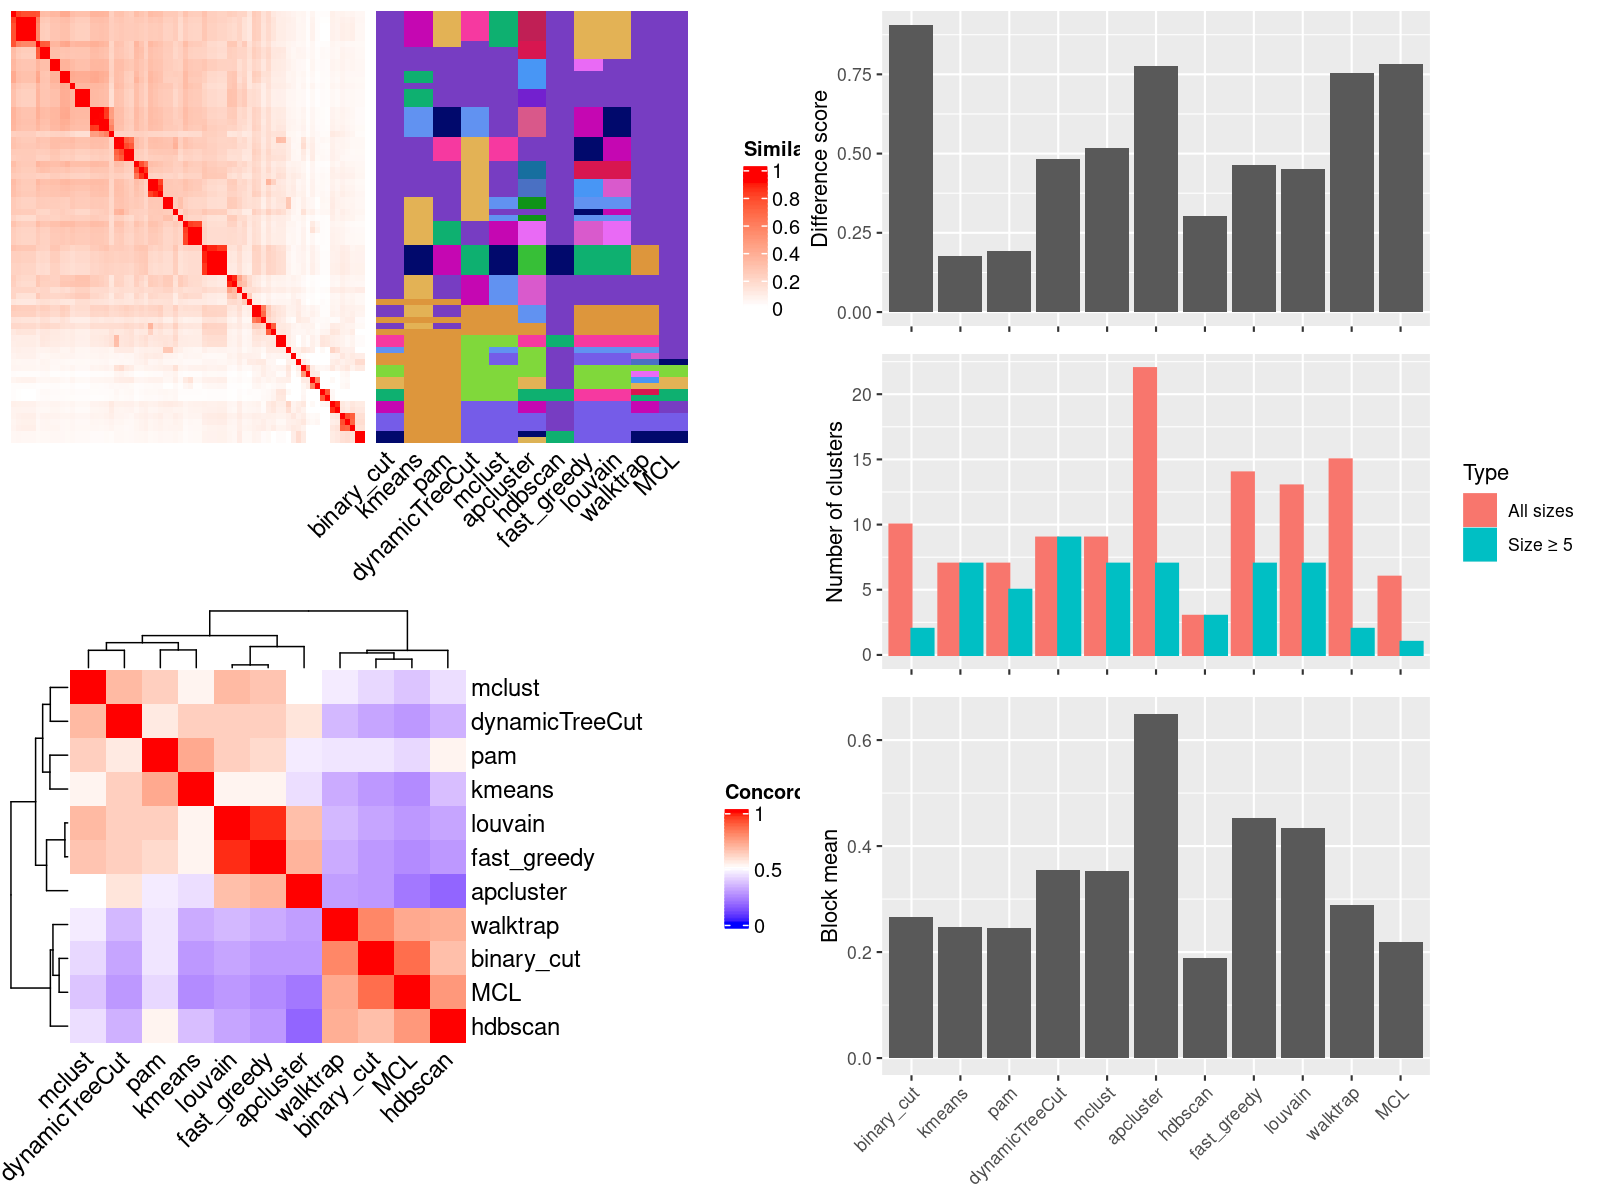 Simila
1
0.8
0.6
0.4
0.2
0
binary_cut
kmeans
pam
dynamicTreeCut
mclust
apcluster
hdbscan
fast_greedy
louvain
walktrap
MCL
mclust
dynamicTreeCut
pam
kmeans
louvain
fast_greedy
apcluster
walktrap
binary_cut
MCL
hdbscan
mclust
dynamicTreeCut
pam
kmeans
louvain
fast_greedy
apcluster
walktrap
binary_cut
MCL
hdbscan
Concord
1
0.5
0
Difference score
0.75
0.50
0.25
0.00
Number of clusters
20
15
10
5
0
Type
All sizes
Size ≥ 5
Block mean
0.6
0.4
0.2
0.0
binary_cut
kmeans
pam
dynamicTreeCut
mclust
apcluster
hdbscan
fast_greedy
louvain
walktrap
MCL